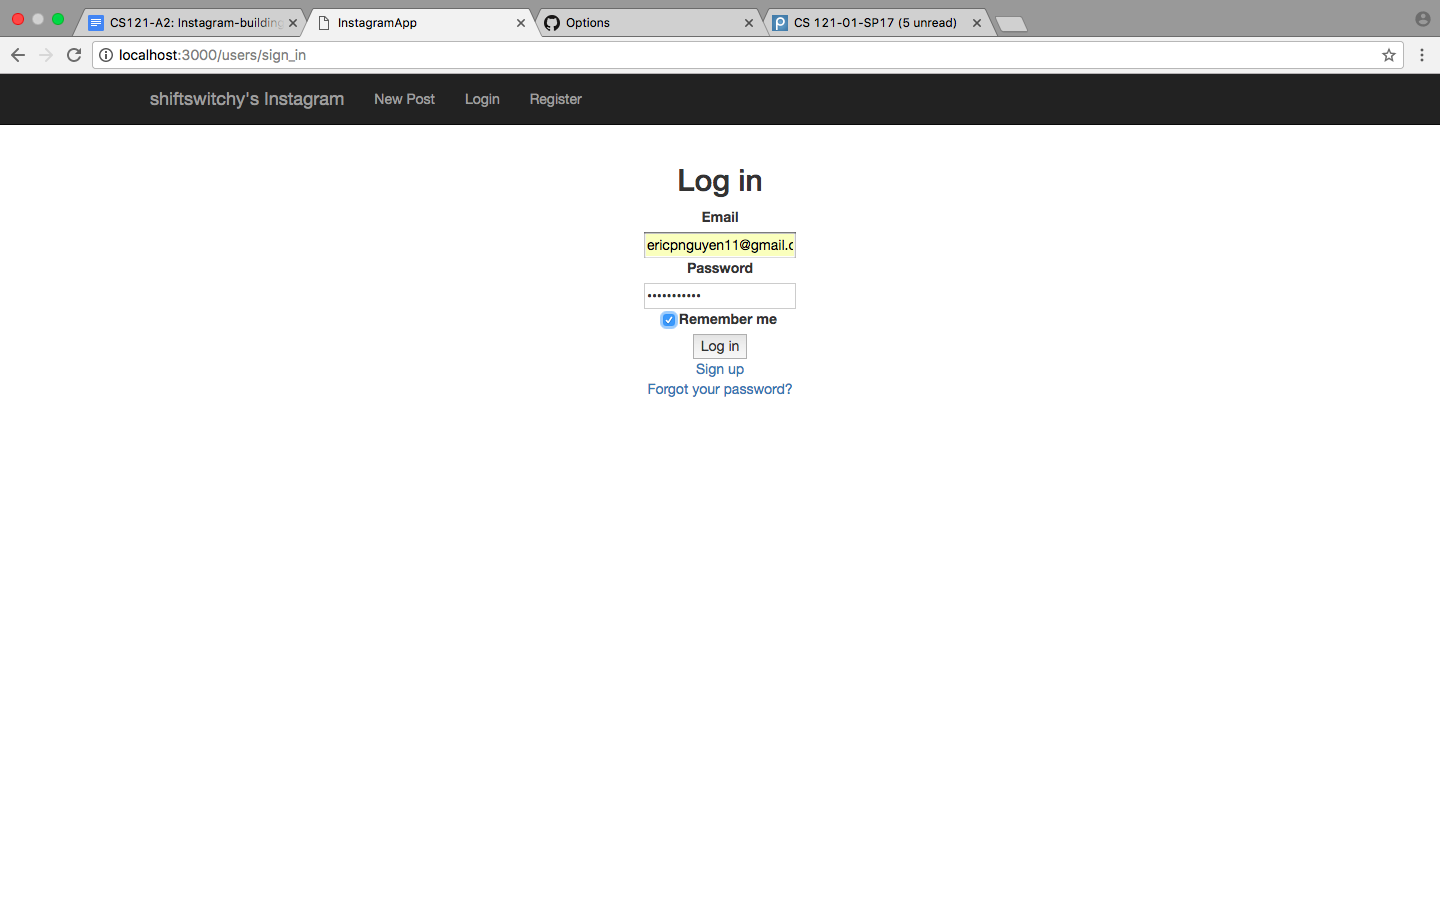 CS121-A2: Instagram-building
InstagramApp
Options
CS 121-01-SP17 (5 unread)
localhost:3000/users/sign_in
shiftswitchy's Instagram New Post Login Register
Log in
Email
ericpnguyen11@gmail.c
Password
•••••••••••
Remember me
Log in
Sign up
Forgot your password?